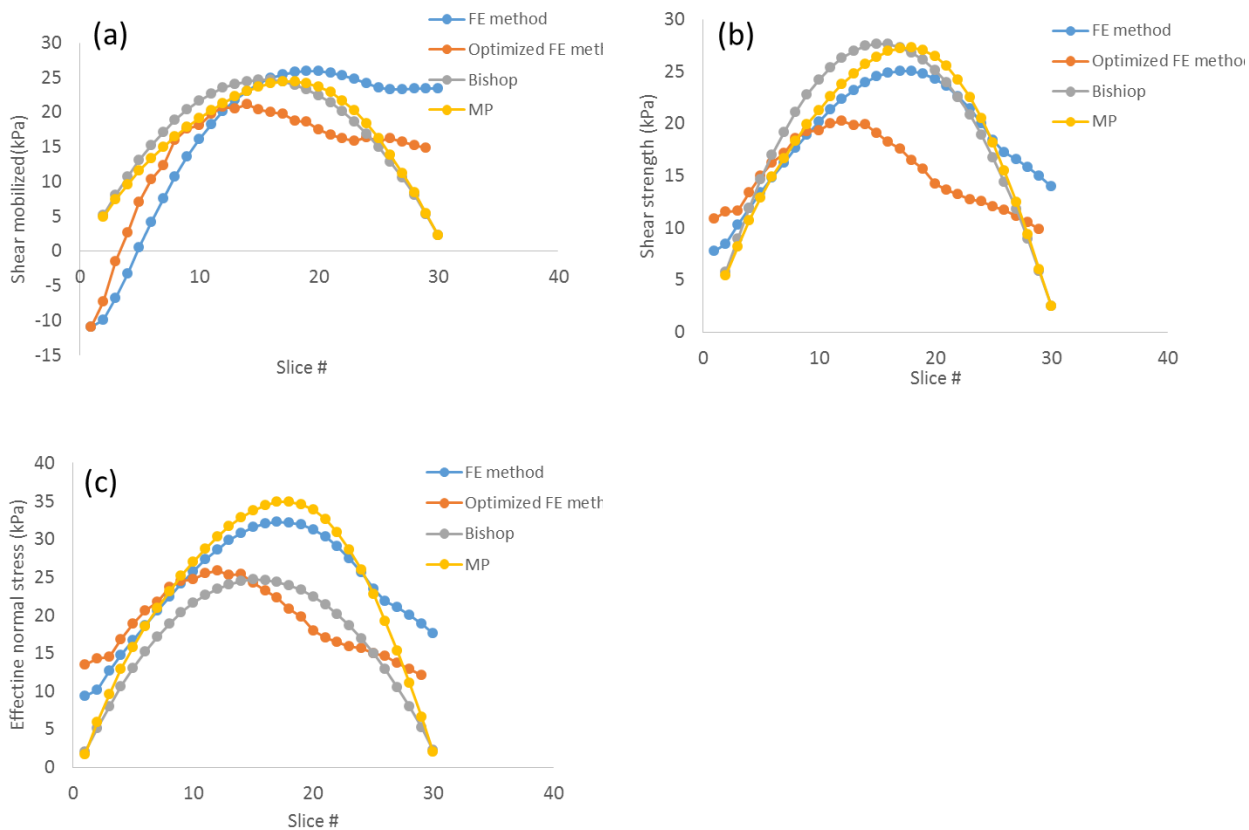 (a)
FE method
Optimized FE meth
Bishop
MP
Shear mobilized(kPa)
30
25
20
15
10
5
0
-5
-10
-15
0
10
20
30
40
Slice #
(b)
FE method
Optimized FE method
Bishiop
MP
Shear strength (kPa)
30
25
20
15
10
5
0
0
10
20
30
40
Slice #
(c)
FE method
Optimized FE meth
Bishop
MP
Effectine normal stress (kPa)
40
35
30
25
20
15
10
5
0
0
10
20
30
40
Slice #